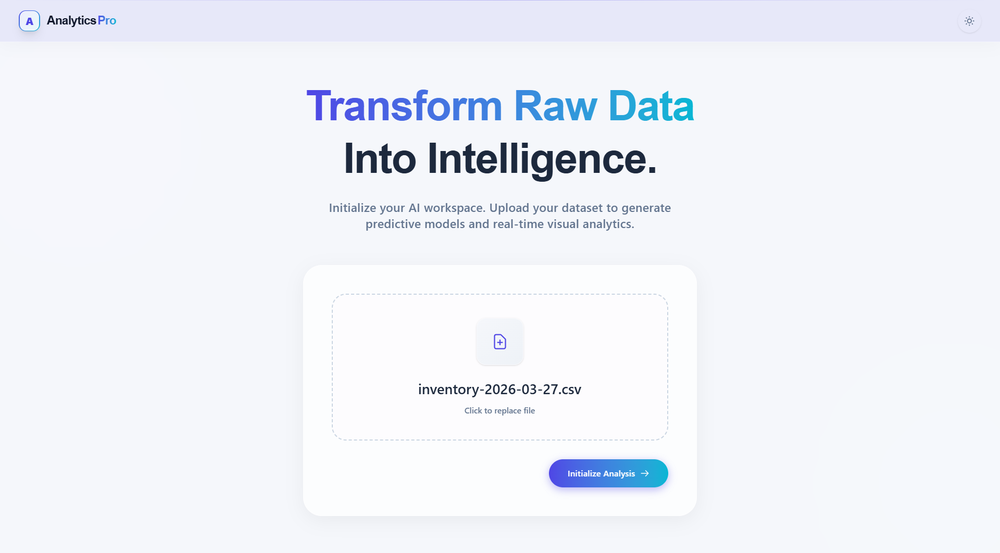 A AnalyticsPro
Transform Raw Data
Into Intelligence.
Initialize your AI workspace. Upload your dataset to generate
predictive models and real-time visual analytics.
inventory-2026-03-27.csv
Click to replace file
Initialize Analysis →